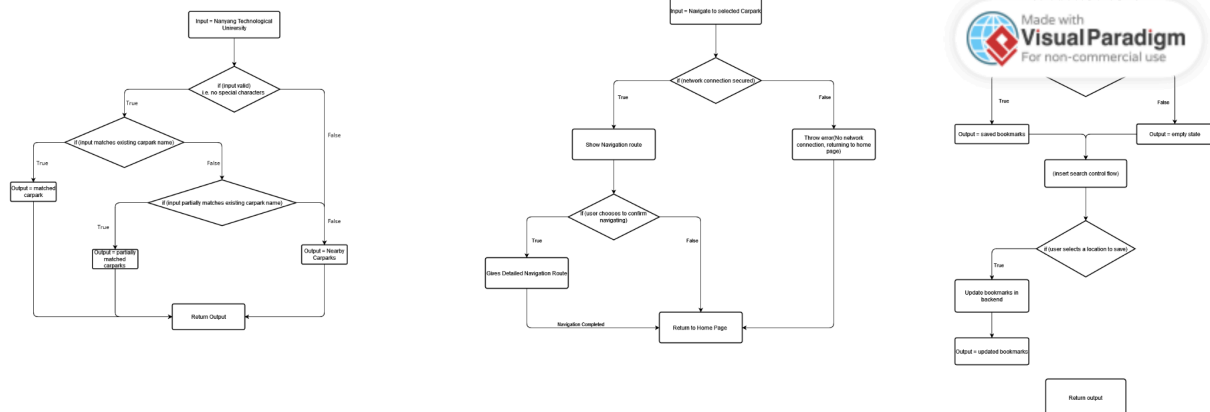 Input = Nanyang Technological
University
if (input valid)
i.e. no special characters
True
False
if (input matches existing carpark name)
True
False
Output = matched
carpark
if (input partially matches existing carpark name)
True
False
Output = partially
matched
carparks
Output = Nearby
Carparks
Return Output
Input = Navigate to selected Carpark
if (network connection secured)
True
False
Show Navigation route
Throw error(No network
connection, returning to home
page)
if (user chooses to confirm
navigating)
True
False
Gives Detailed Navigation Route
Navigation Completed
Return to Home Page
Made with
Visual Paradigm
For non-commercial use
True
False
Output = saved bookmarks
Output = empty state
(insert search control flow)
if (user selects a location to save)
True
Update bookmarks in
backend
Output = updated bookmarks
Return output